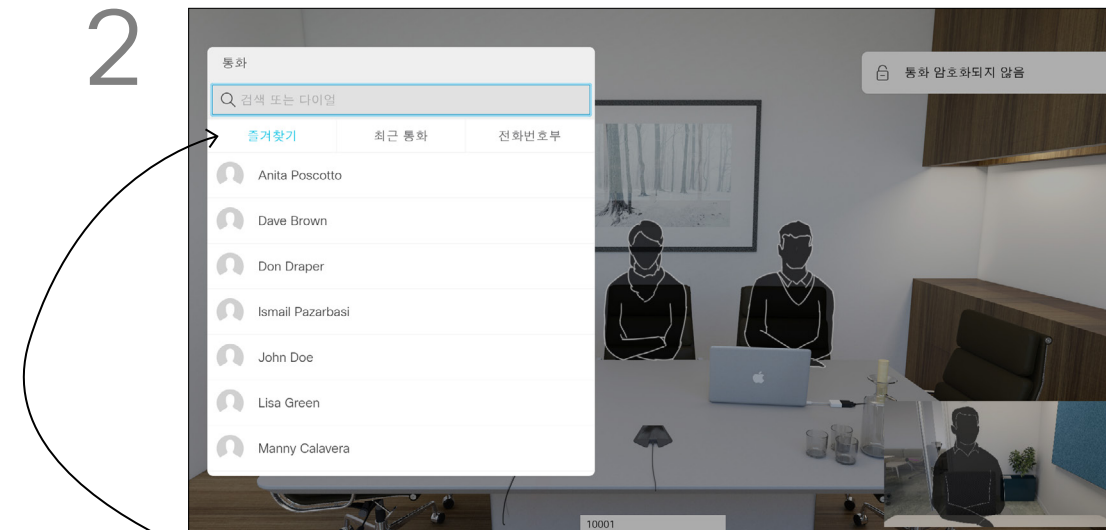 2
통화
통화 암호화되지 않음
검색 또는 다이얼
즐겨찾기 최근 통화 전화번호부
Anita Poscotto
Dave Brown
Don Draper
Ismail Pazarbasi
John Doe
Lisa Green
Manny Calavera
10001